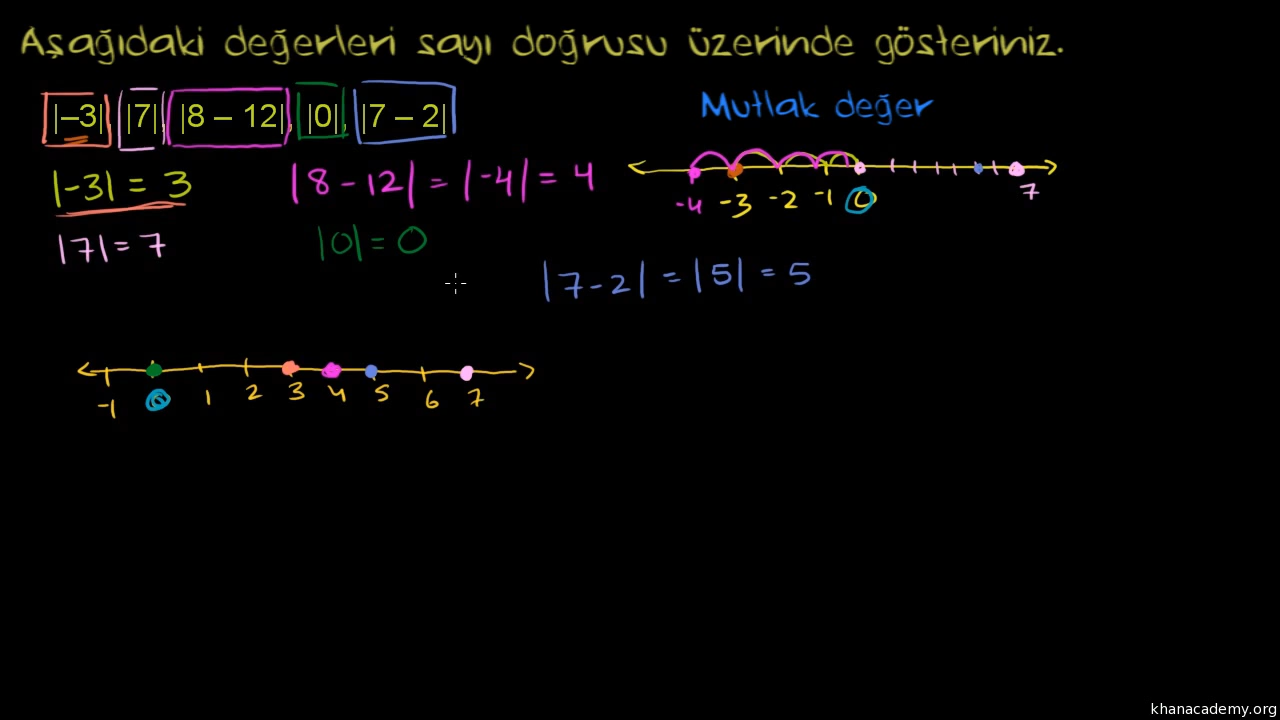 Aşağıdaki değerleri sayı doğrusu üzerinde gösteriniz.
|–3|, |7|, |8 – 12|, |0|, |7 – 2|
Mutlak değer
-4 -3 -2 -1 0 7
|-3| = 3
|8 - 12| = |-4| = 4
|7| = 7
|0| = 0
|7 - 2| = |5| = 5
-1 0 1 2 3 4 5 6 7
khanacademy.org